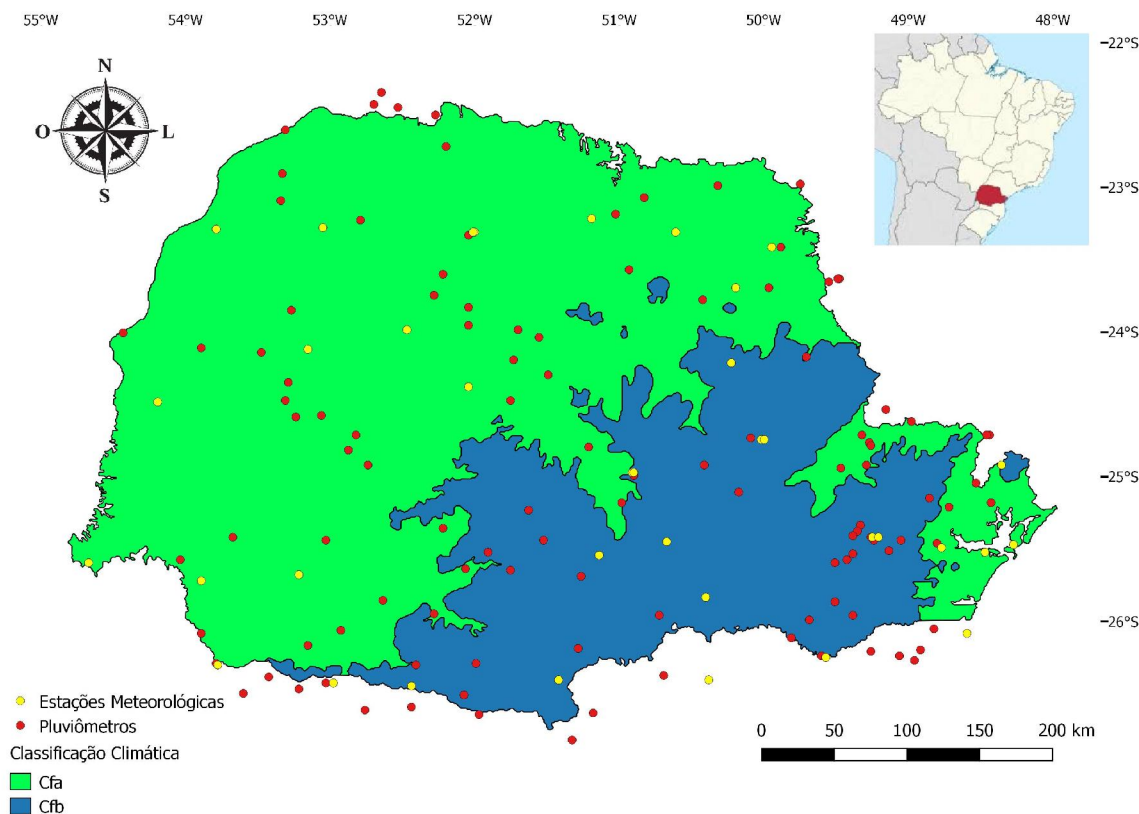 55°W 54°W 53°W 52°W 51°W 50°W 49°W 48°W
22°S
N
O L
S
23°S
24°S
25°S
26°S
Estações Meteorológicas
Pluviômetros
Classificação Climática
Cfa
Cfb
0 50 100 150 200 km